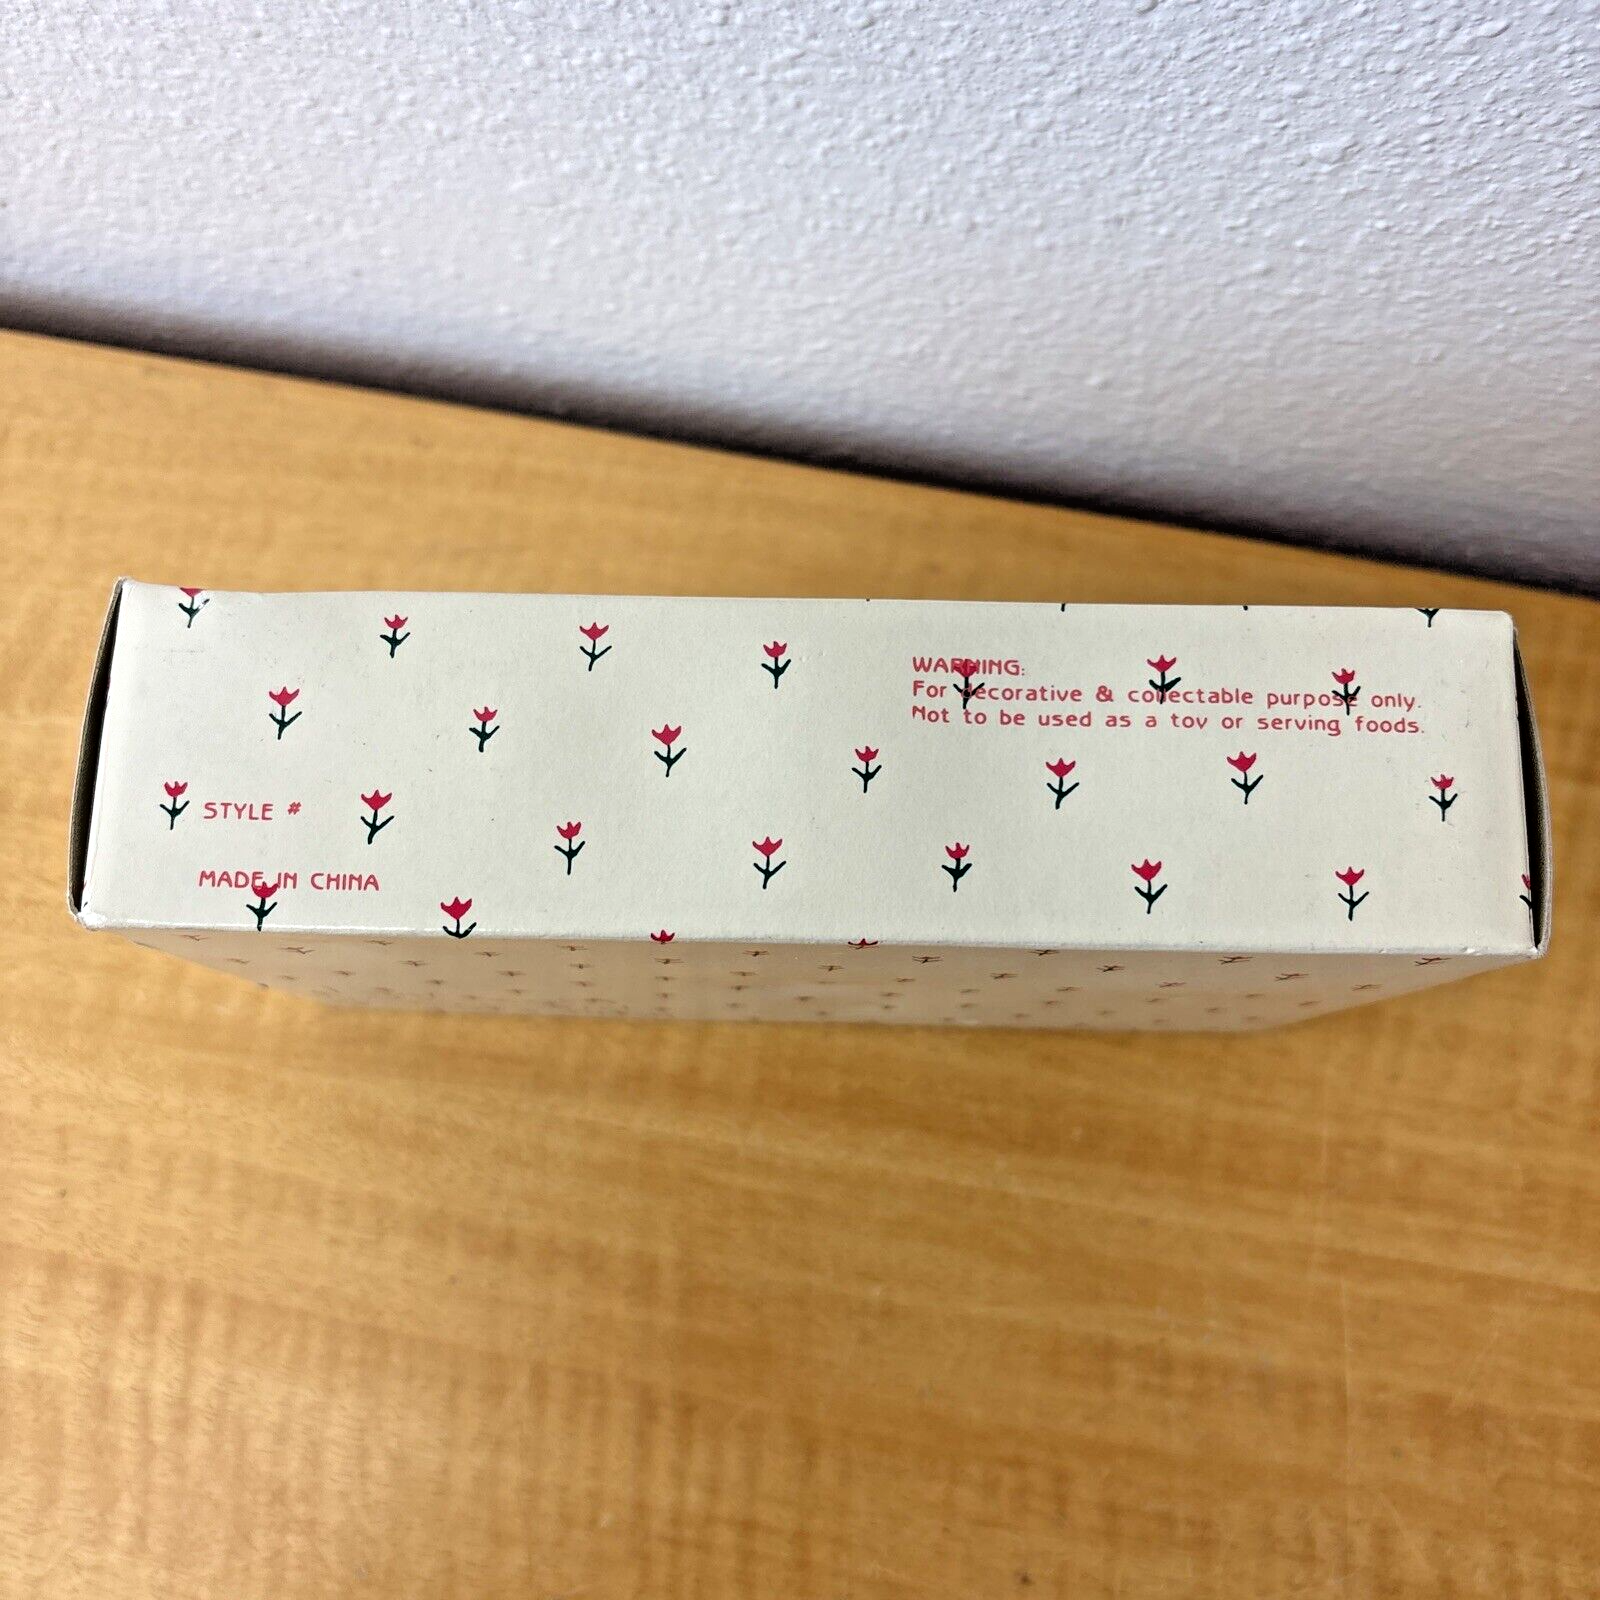 WARNING:
For decorative & collectable purpose only.
Not to be used as a toy or serving foods.
STYLE #
MADE IN CHINA